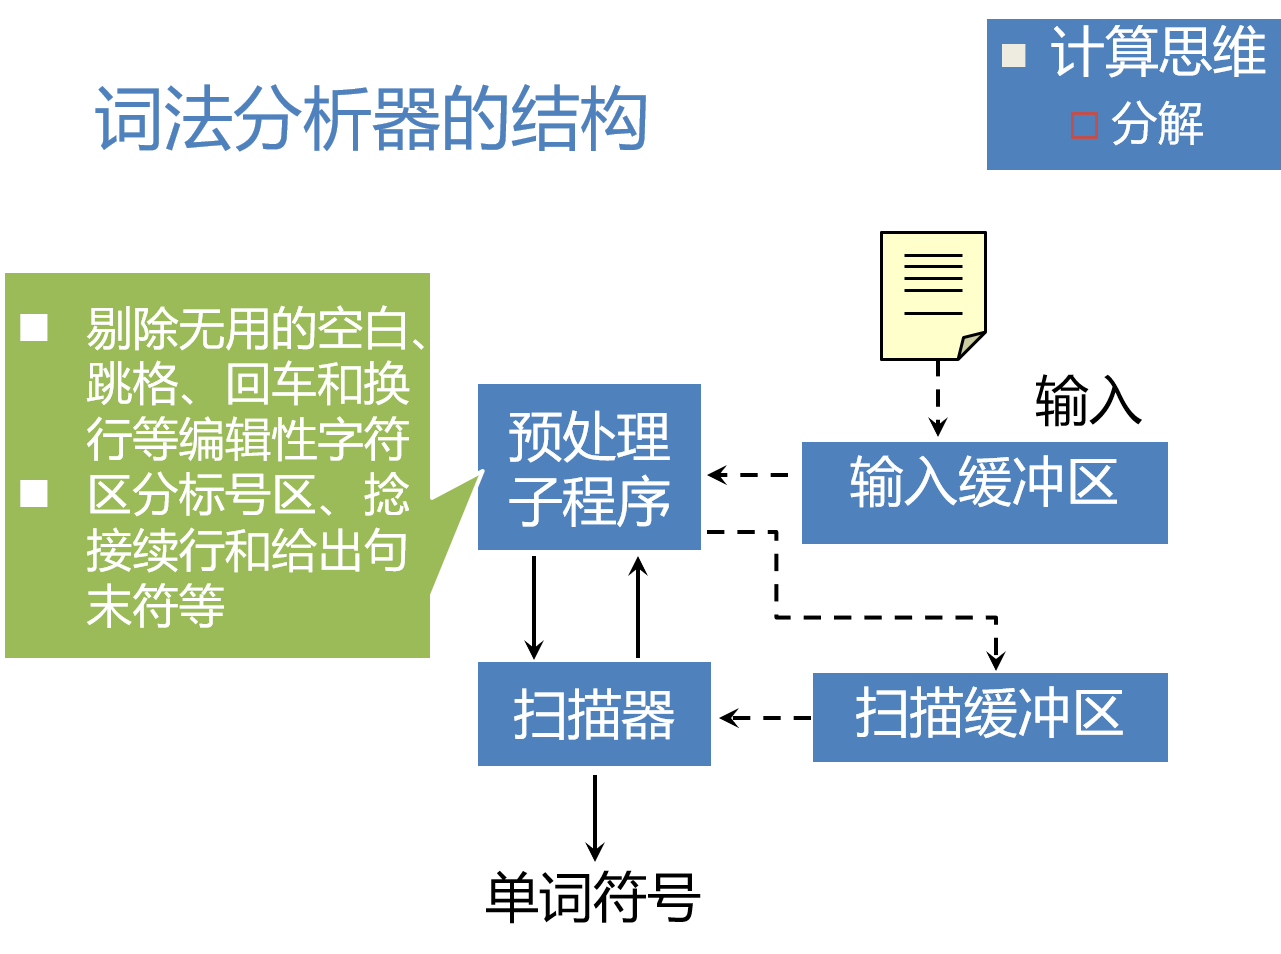 计算思维
分解
词法分析器的结构
剔除无用的空白、
跳格、回车和换
行等编辑性字符
区分标号区、捻
接续行和给出句
末符等
预处理
子程序
输入
输入缓冲区
扫描器
扫描缓冲区
单词符号